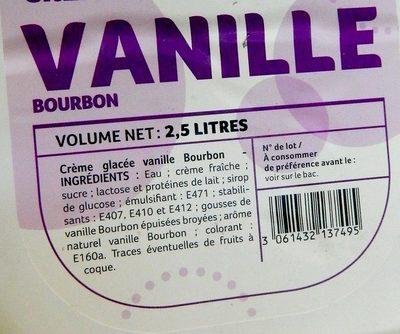 VANILLE
BOURBON
VOLUME NET : 2,5 LITRES
Crème glacée vanille Bourbon -
INGRÉDIENTS : Eau ; crème fraîche ;
sucre ; lactose et protéines de lait ; sirop
de glucose ; émulsifiant : E471 ; stabili-
sants : E407, E410 et E412 ; gousses de
vanille Bourbon épuisées broyées ; arôme
naturel vanille Bourbon ; colorant :
E160a. Traces éventuelles de fruits à
coque.
N° de lot /
À consommer
de préférence avant le :
voir sur le bac.
3 061432 137495